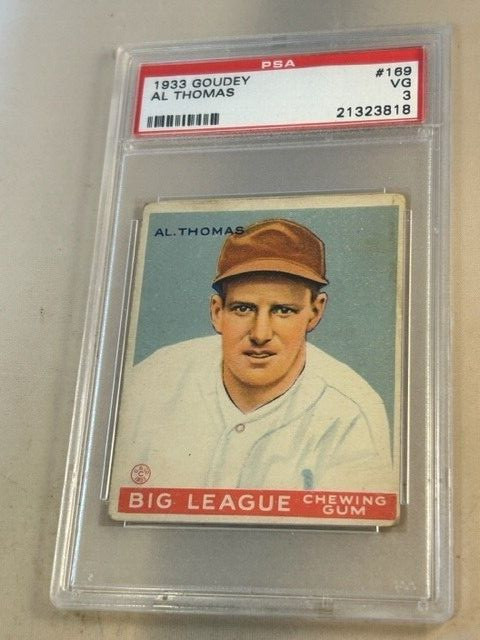 PSA
1933 GOUDEY #169
AL THOMAS VG
3
21323818
AL. THOMAS
BIG LEAGUE CHEWING
GUM